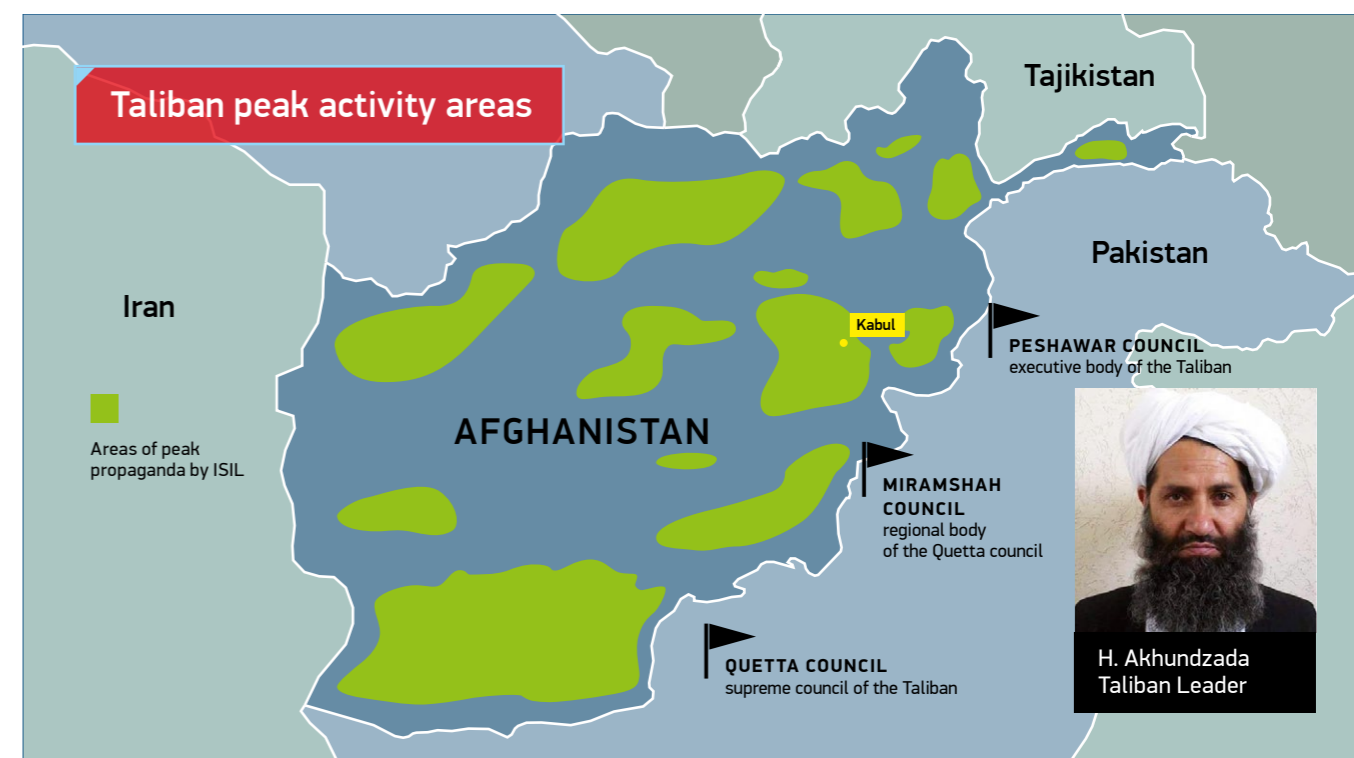 Taliban peak activity areas
Tajikistan
Pakistan
Iran
Kabul
PESHAWAR COUNCIL
executive body of the Taliban
AFGHANISTAN
Areas of peak
propaganda by ISIL
MIRAMSHAH
COUNCIL
regional body
of the Quetta council
QUETTA COUNCIL
supreme council of the Taliban
H. Akhundzada
Taliban Leader